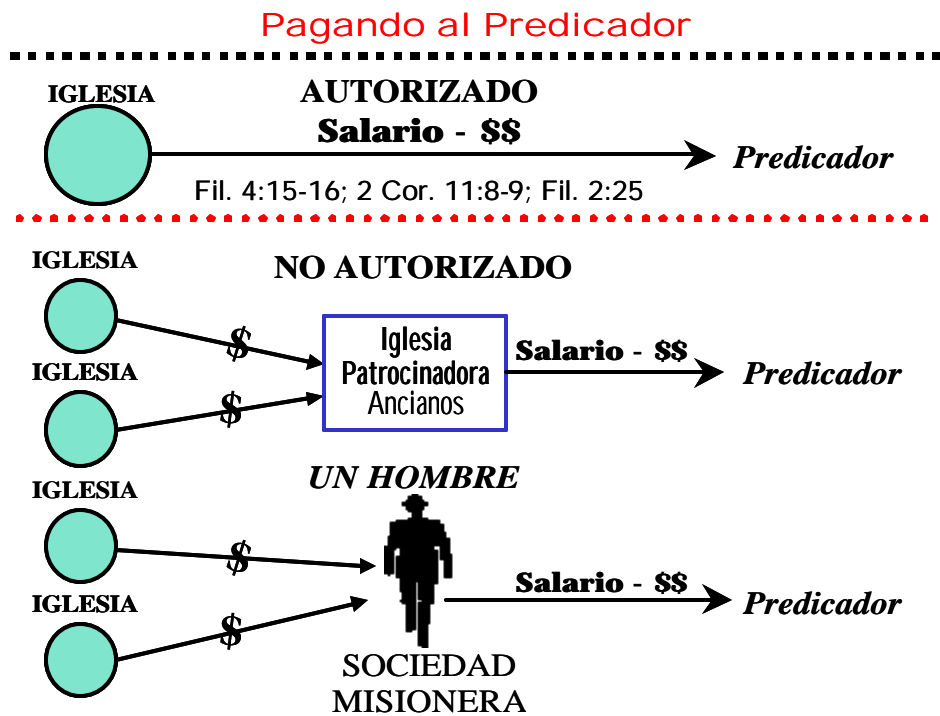 Pagando al Predicador
IGLESIA
AUTORIZADO
Salario - $$
Predicador
Fil. 4:15-16; 2 Cor. 11:8-9; Fil. 2:25
IGLESIA
NO AUTORIZADO
$
Iglesia
Patrocinadora
Ancianos
Salario - $$
Predicador
IGLESIA
$
IGLESIA
UN HOMBRE
$
Salario - $$
Predicador
IGLESIA
$
SOCIEDAD
MISIONERA